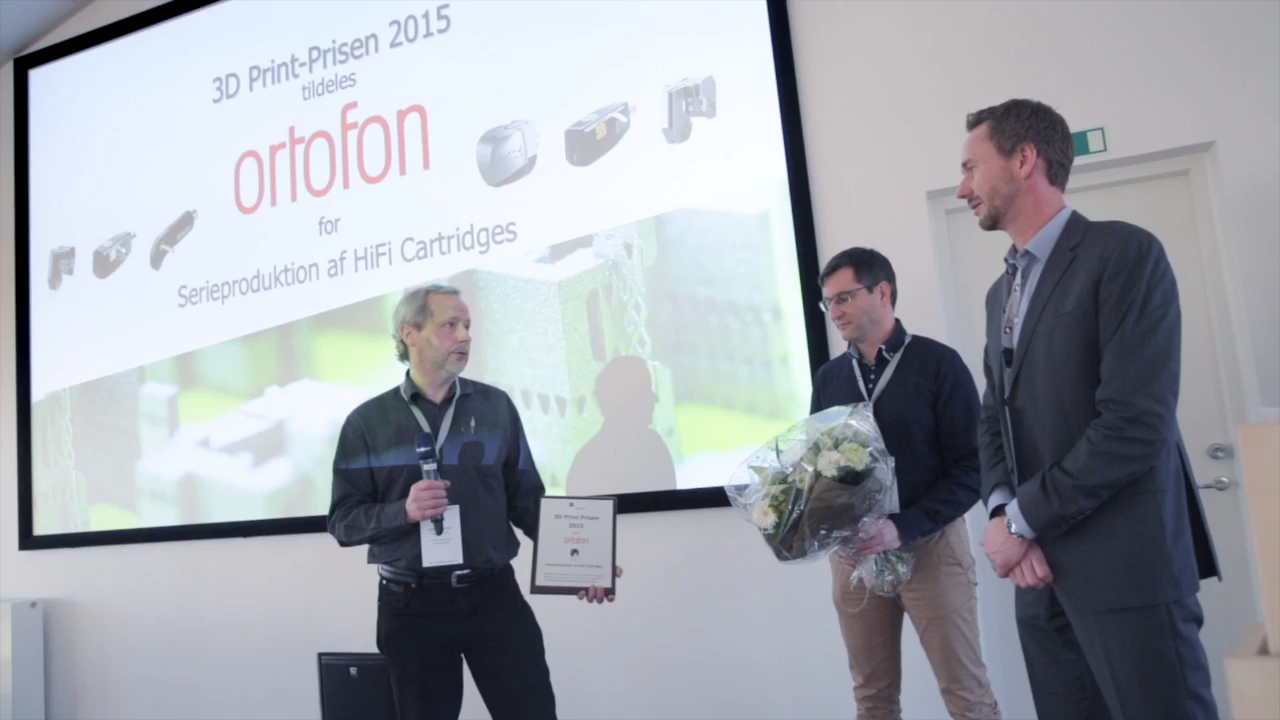 3D Print-Prisen 2015
tildeles
ortofon
for
Serieproduktion af HiFi Cartridges
3D Print Prisen
2015
ortofon